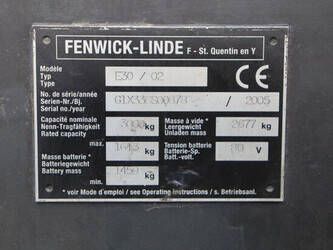 FENWICK-LINDE F - St. Quentin en Y
Modèle
Typ
Type
E30 / 02
CE
No de série/année
Serien-Nr./Bj.
Serial no./year
/ 2005
Capacité nominale
Nenn-Tragfähigkeit
Rated capacity
3000 kg
Masse à vide *
Leergewicht
Unladen mass
kg
max.
kg
Masse batterie *
Batteriegewicht
Battery mass
min.
kg
Tension batterie
Batterie-Sp.
Batt.-volt.
80 V
* voir Mode d'emploi / see Operating Instructions / s. Betriebsanl.